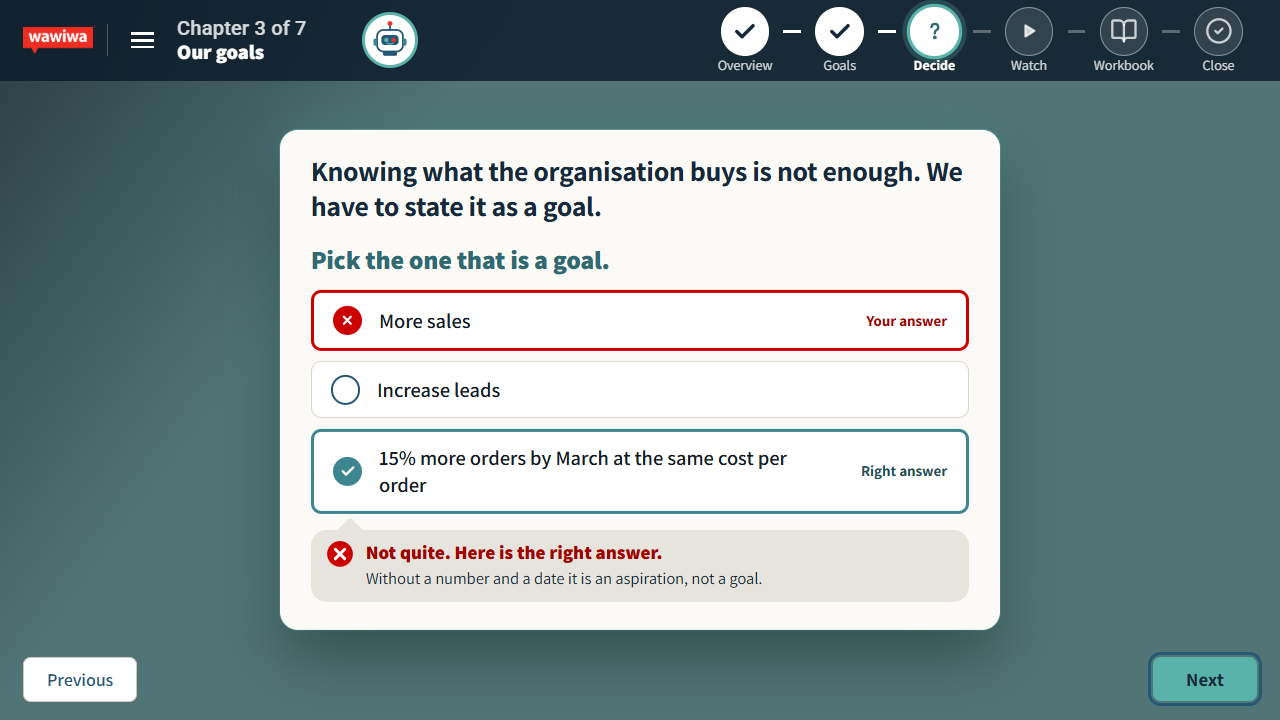 wawiwa
Chapter 3 of 7
Our goals
?
Overview
Goals
Decide
Watch
Workbook
Close
Knowing what the organisation buys is not enough. We
have to state it as a goal.
Pick the one that is a goal.
More sales
Your answer
Increase leads
15% more orders by March at the same cost per
order
Right answer
Not quite. Here is the right answer.
Without a number and a date it is an aspiration, not a goal.
Previous
Next